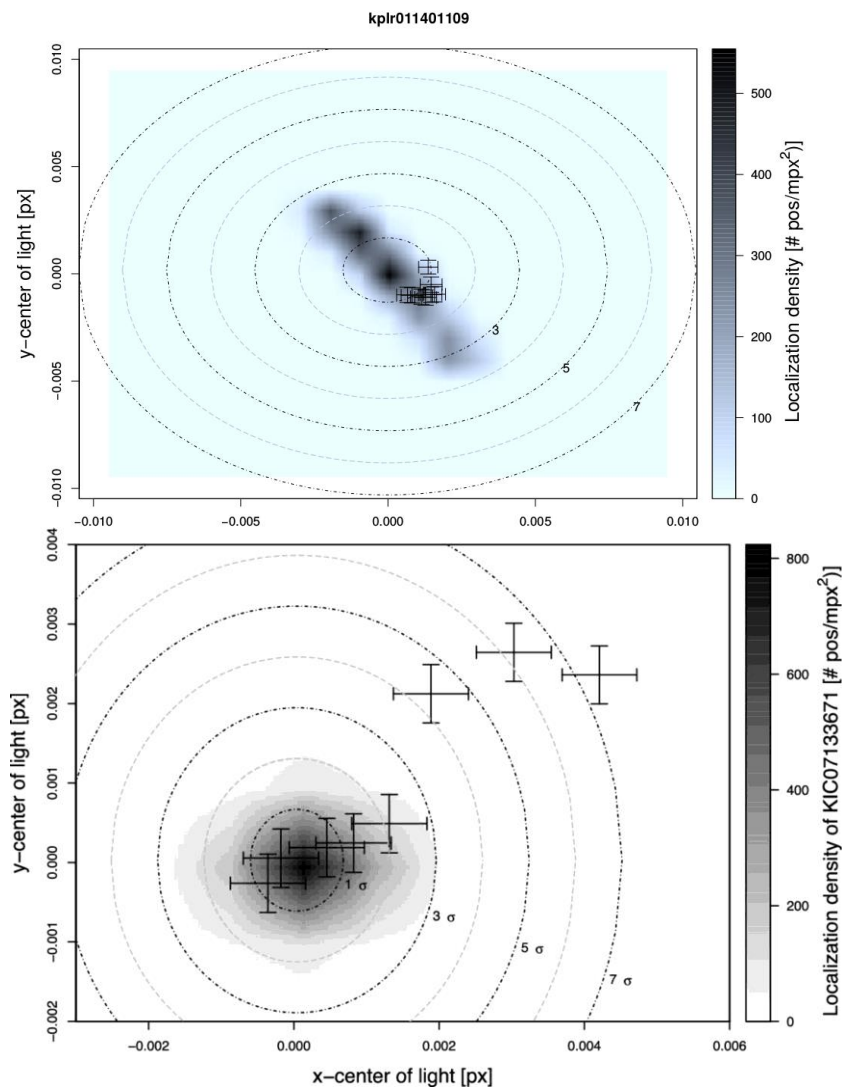 kplr011401109
y−center of light [px]
0.010
0.005
0.000
−0.005
−0.010
3
5
7
−0.010 −0.005 0.000 0.005 0.010
500
400
300
200
100
0
Localization density [# pos/mpx²)]
y−center of light [px]
0.004
0.003
0.002
0.001
0.000
−0.001
−0.002
1 σ
3 σ
5 σ
7 σ
−0.002 0.000 0.002 0.004 0.006
x−center of light [px]
800
600
400
200
0
Localization density of KIC07133671 [# pos/mpx²)]